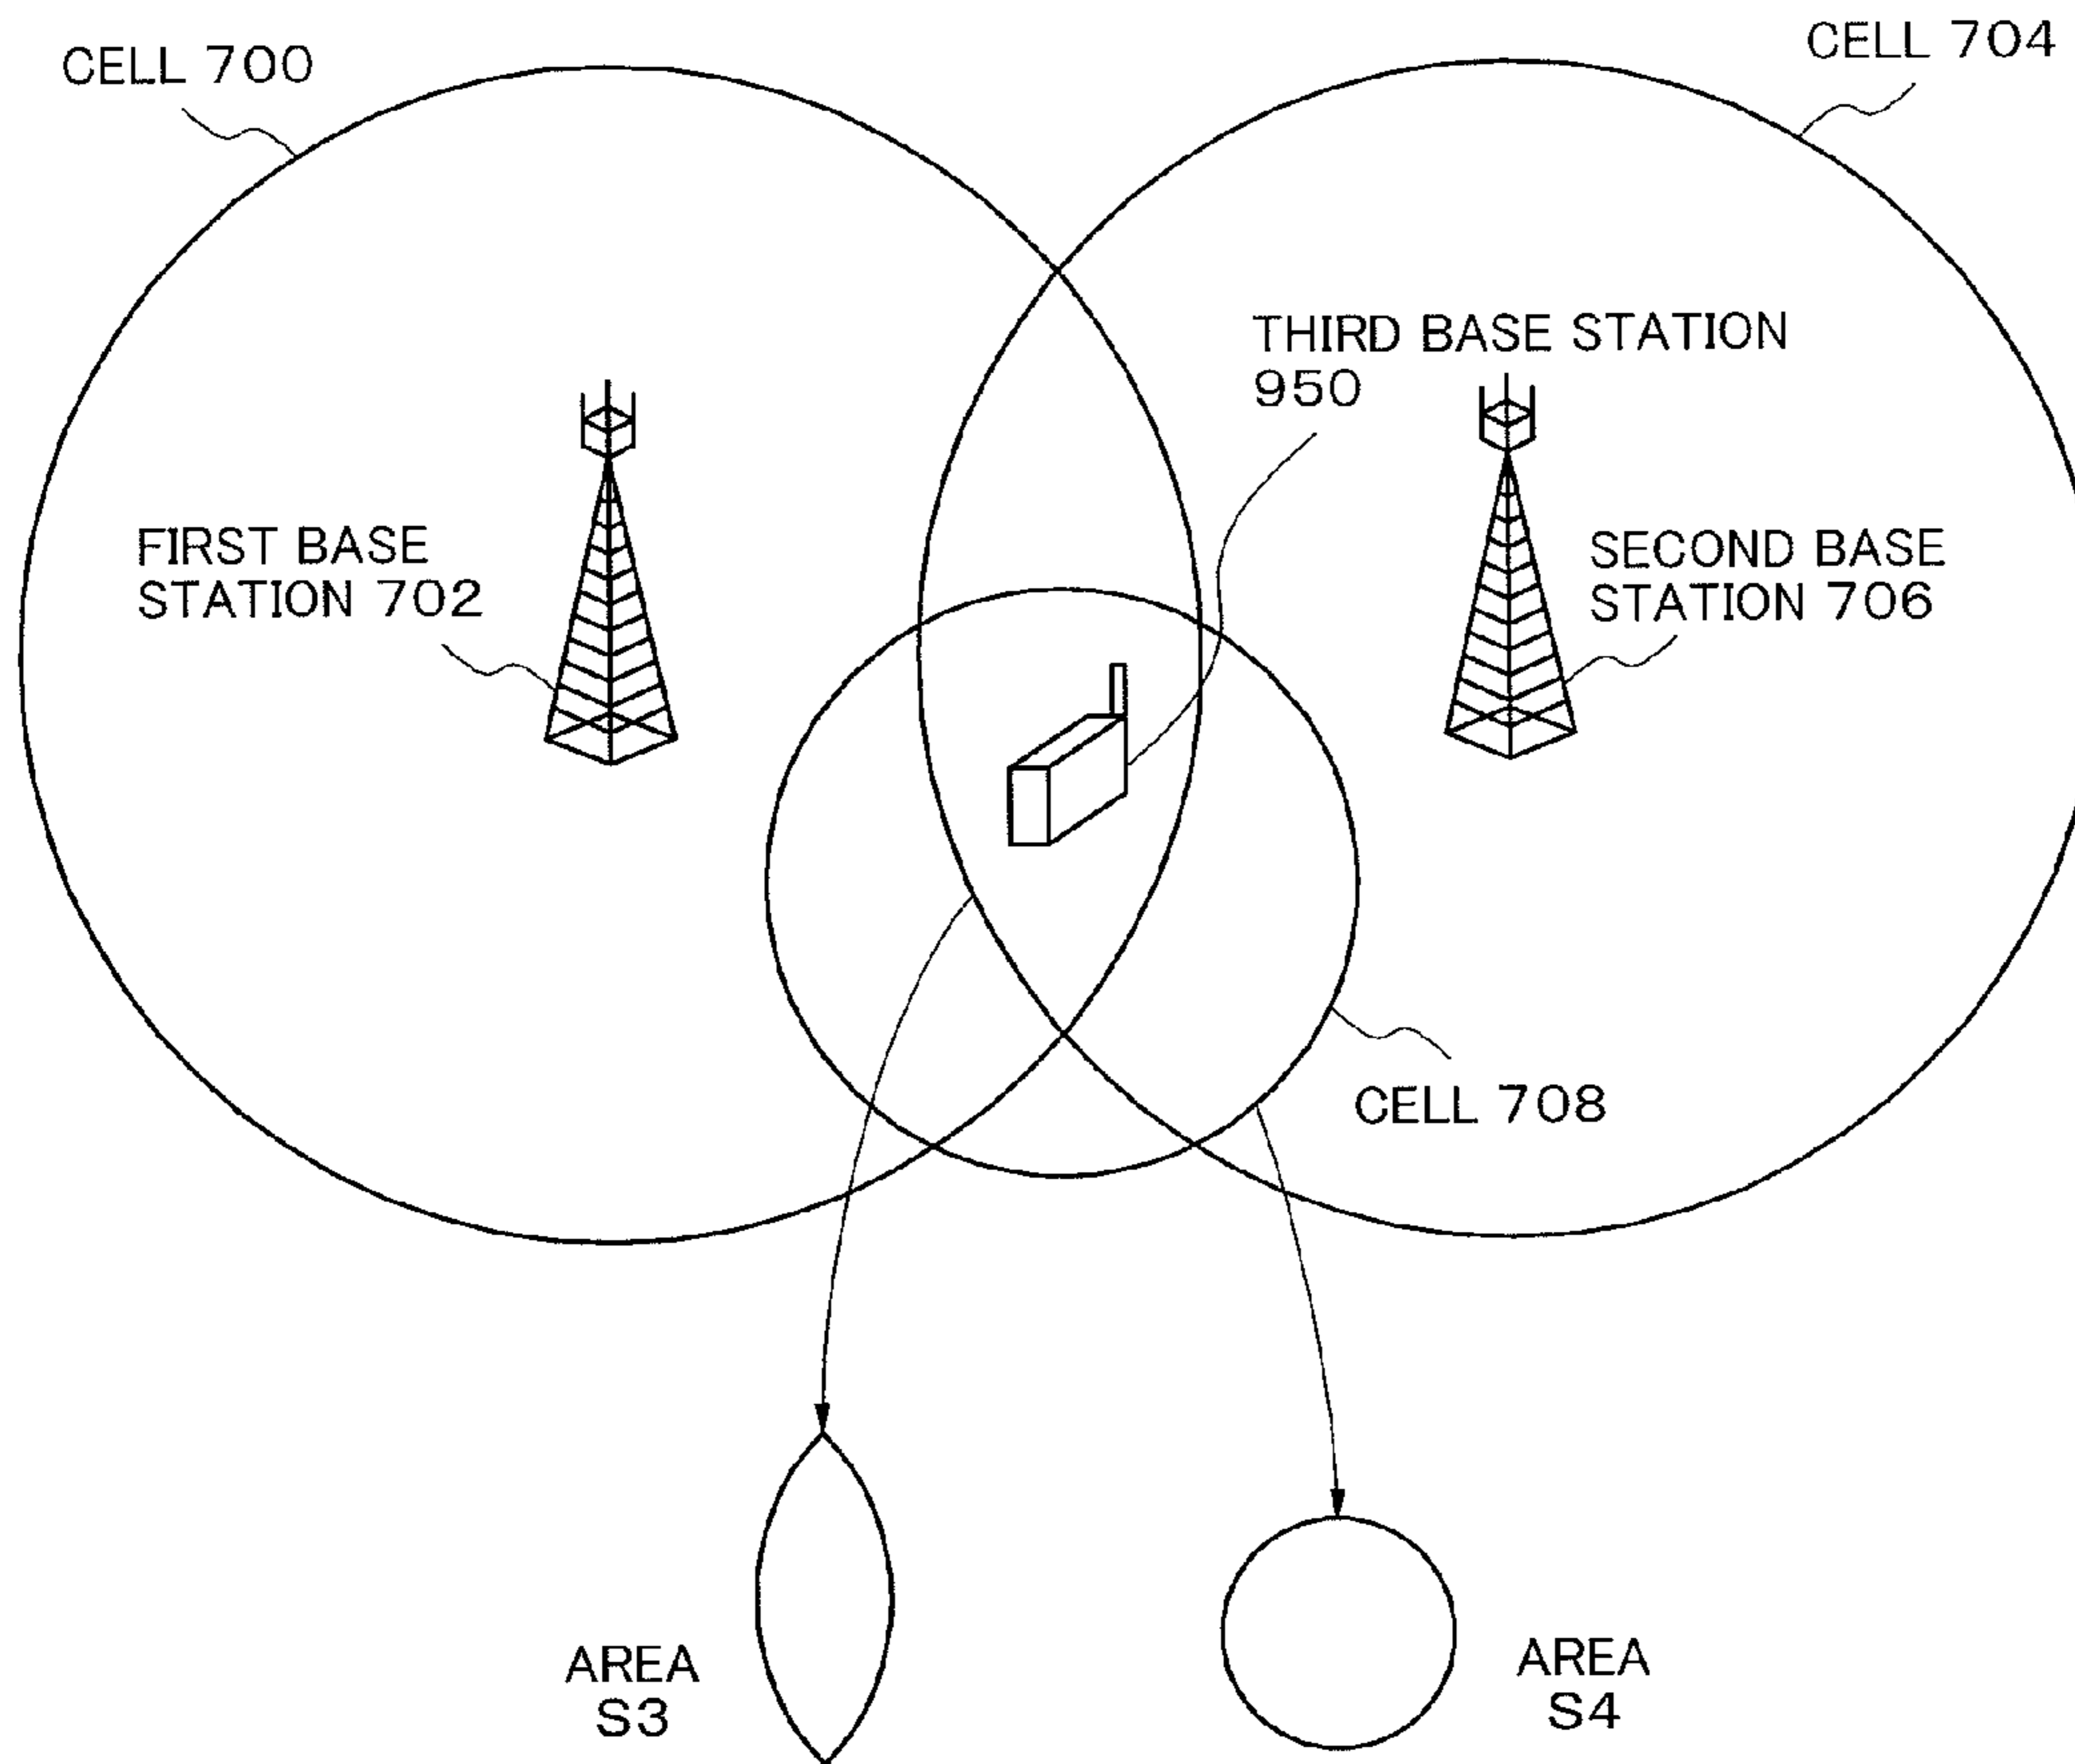 CELL 700
CELL 704
THIRD BASE STATION
950
FIRST BASE
STATION 702
SECOND BASE
STATION 706
CELL 708
AREA
S3
AREA
S4